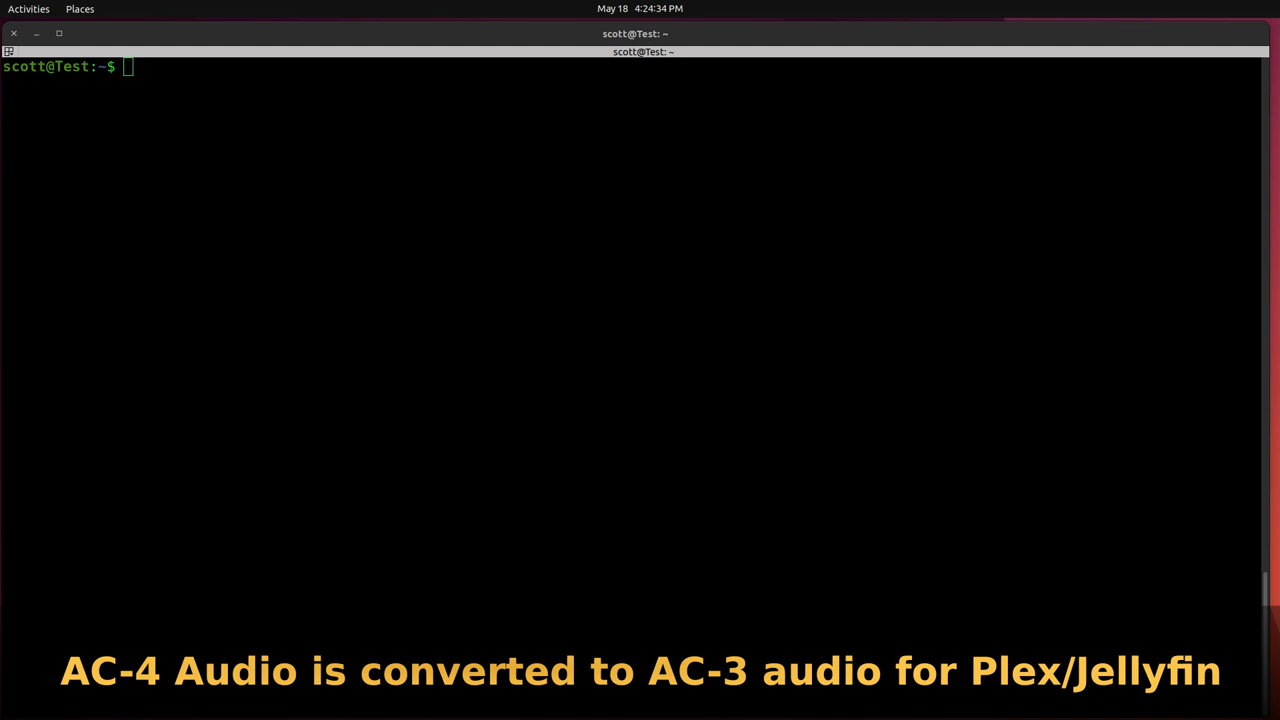 Activities Places May 18 4:24:34 PM
scott@Test: ~
scott@Test: ~
scott@Test:~$
AC-4 Audio is converted to AC-3 audio for Plex/Jellyfin